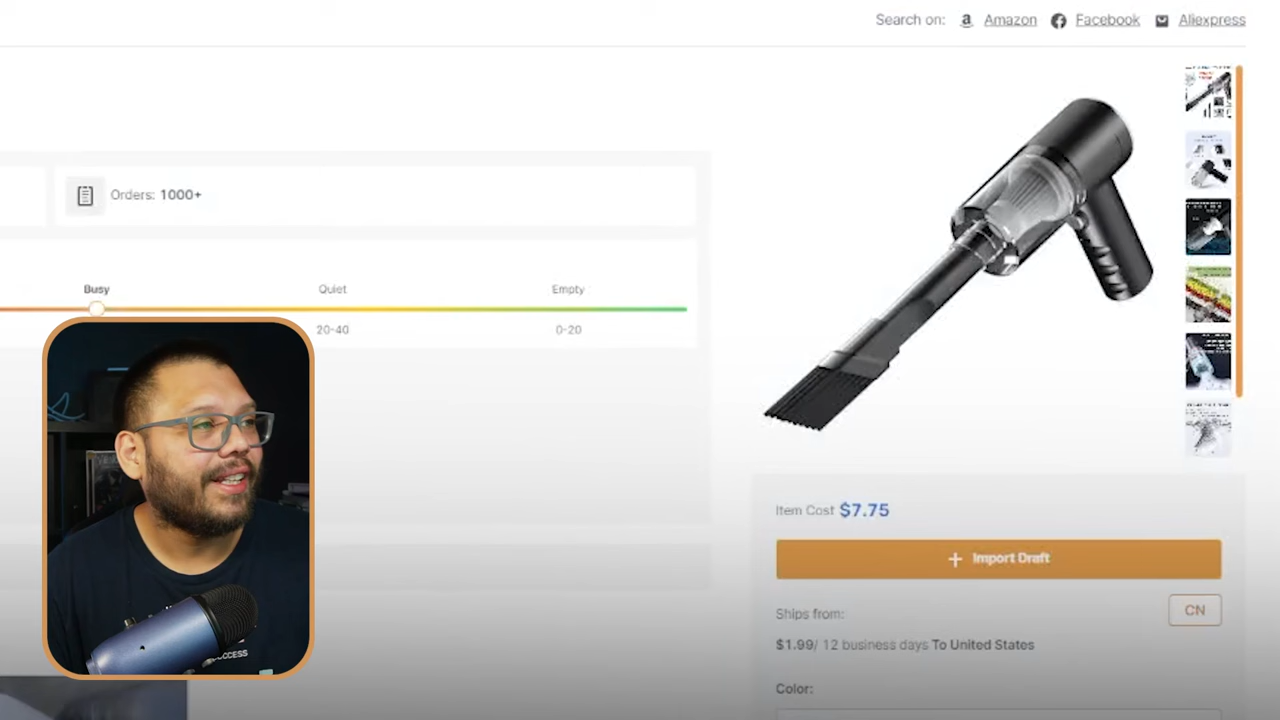 Search on: Amazon Facebook Aliexpress
Orders: 1000+
Busy Quiet Empty
20-40 0-20
Item Cost $7.75
+ Import Draft
Ships from: CN
$1.99/ 12 business days To United States
Color: